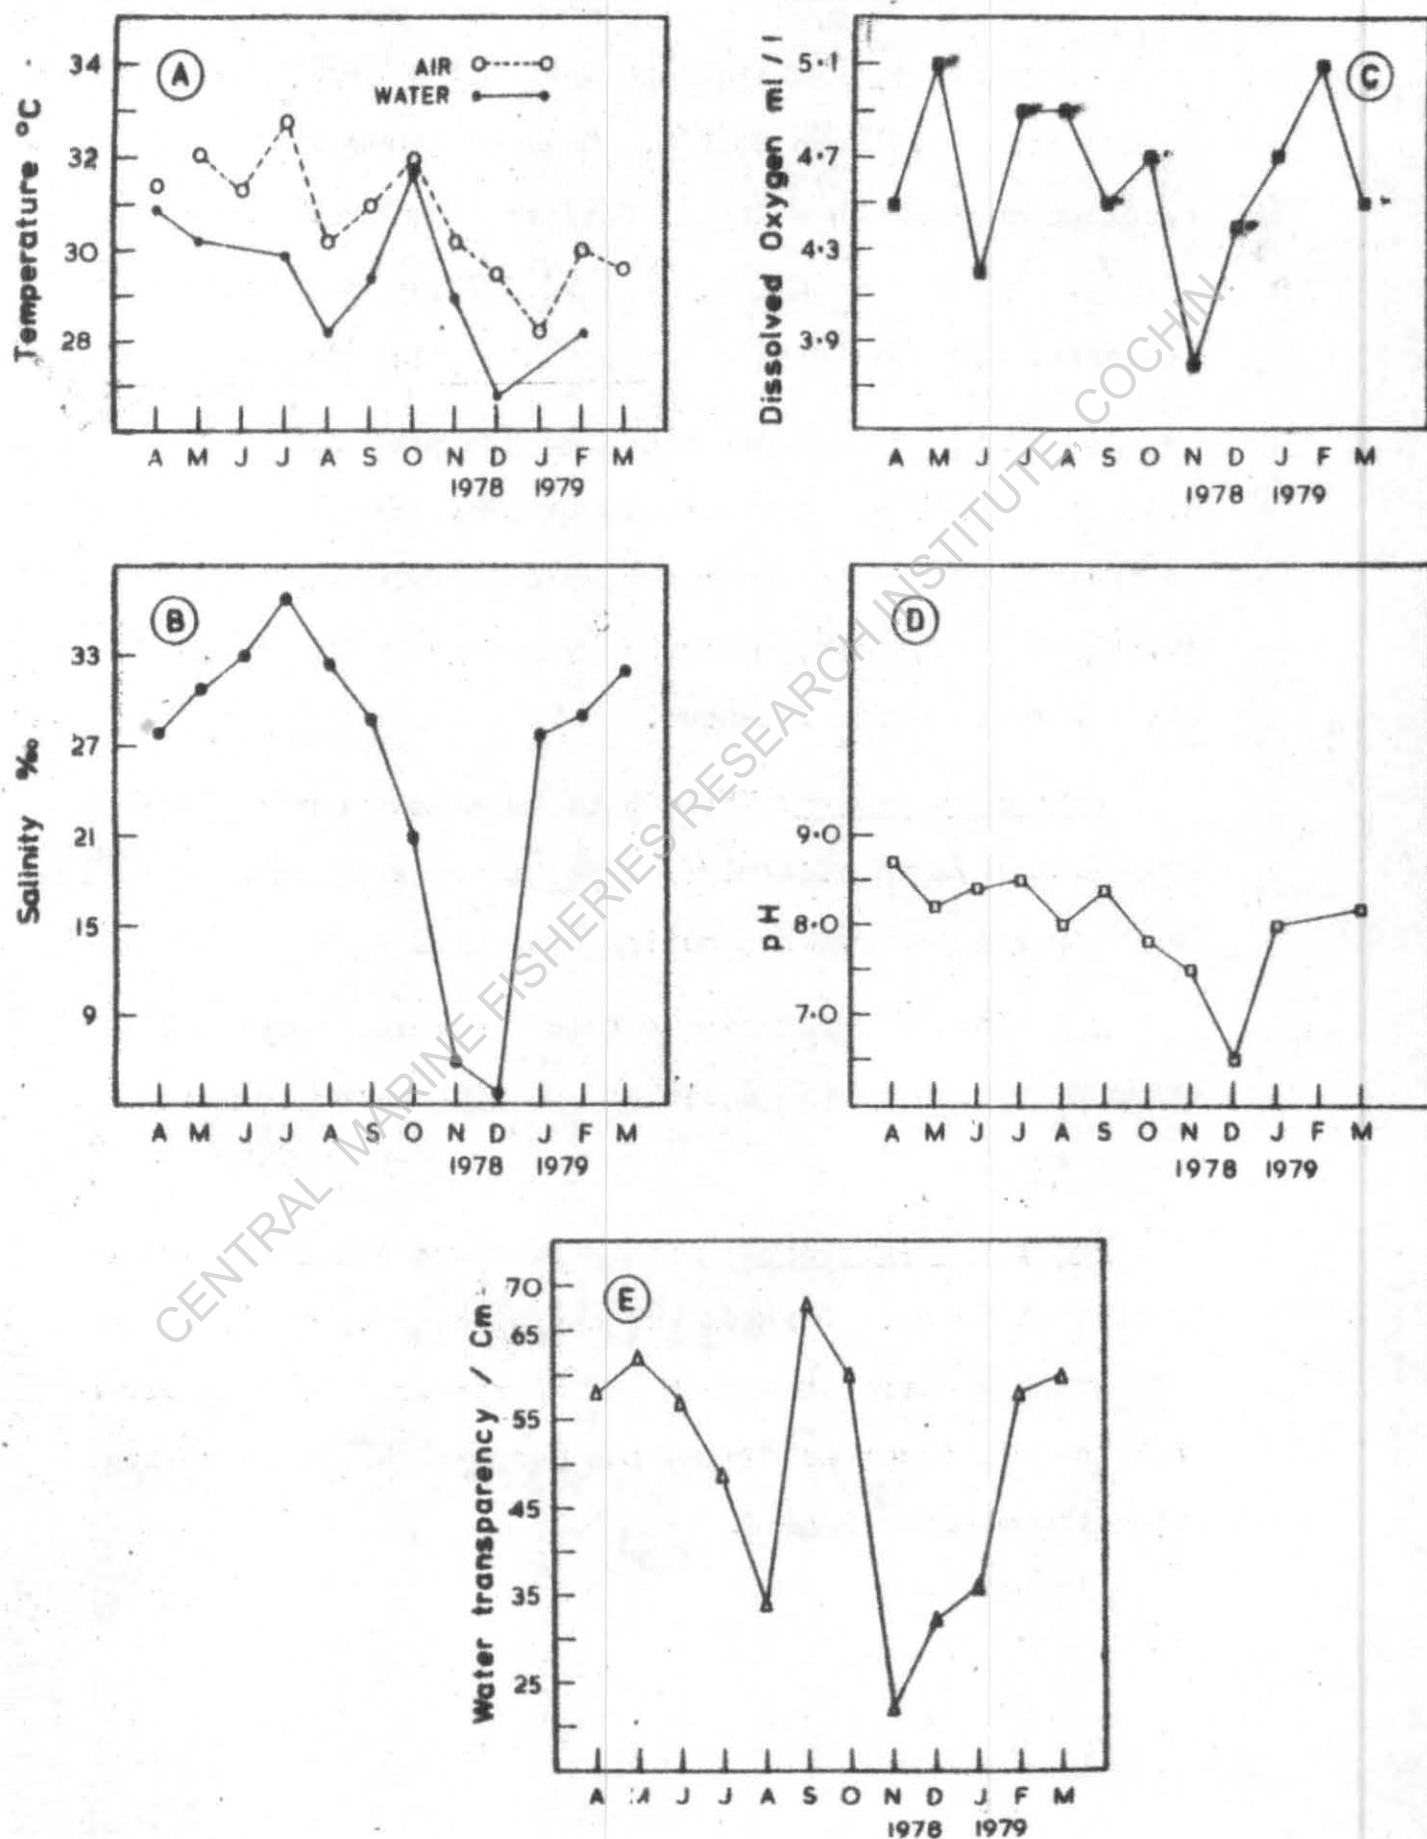 A
AIR
WATER
Temperature °C
34
32
30
28
A M J J A S O N D J F M
1978 1979
C
Dissolved Oxygen ml/l
5·1
4·7
4·3
3·9
A M J J A S O N D J F M
1978 1979
B
Salinity ‰
33
27
21
15
9
A M J J A S O N D J F M
1978 1979
D
pH
9·0
8·0
7·0
A M J J A S O N D J F M
1978 1979
E
Water transparency / Cm
70
65
55
45
35
25
A M J J A S O N D J F M
1978 1979
CENTRAL MARINE FISHERIES RESEARCH INSTITUTE, COCHIN.